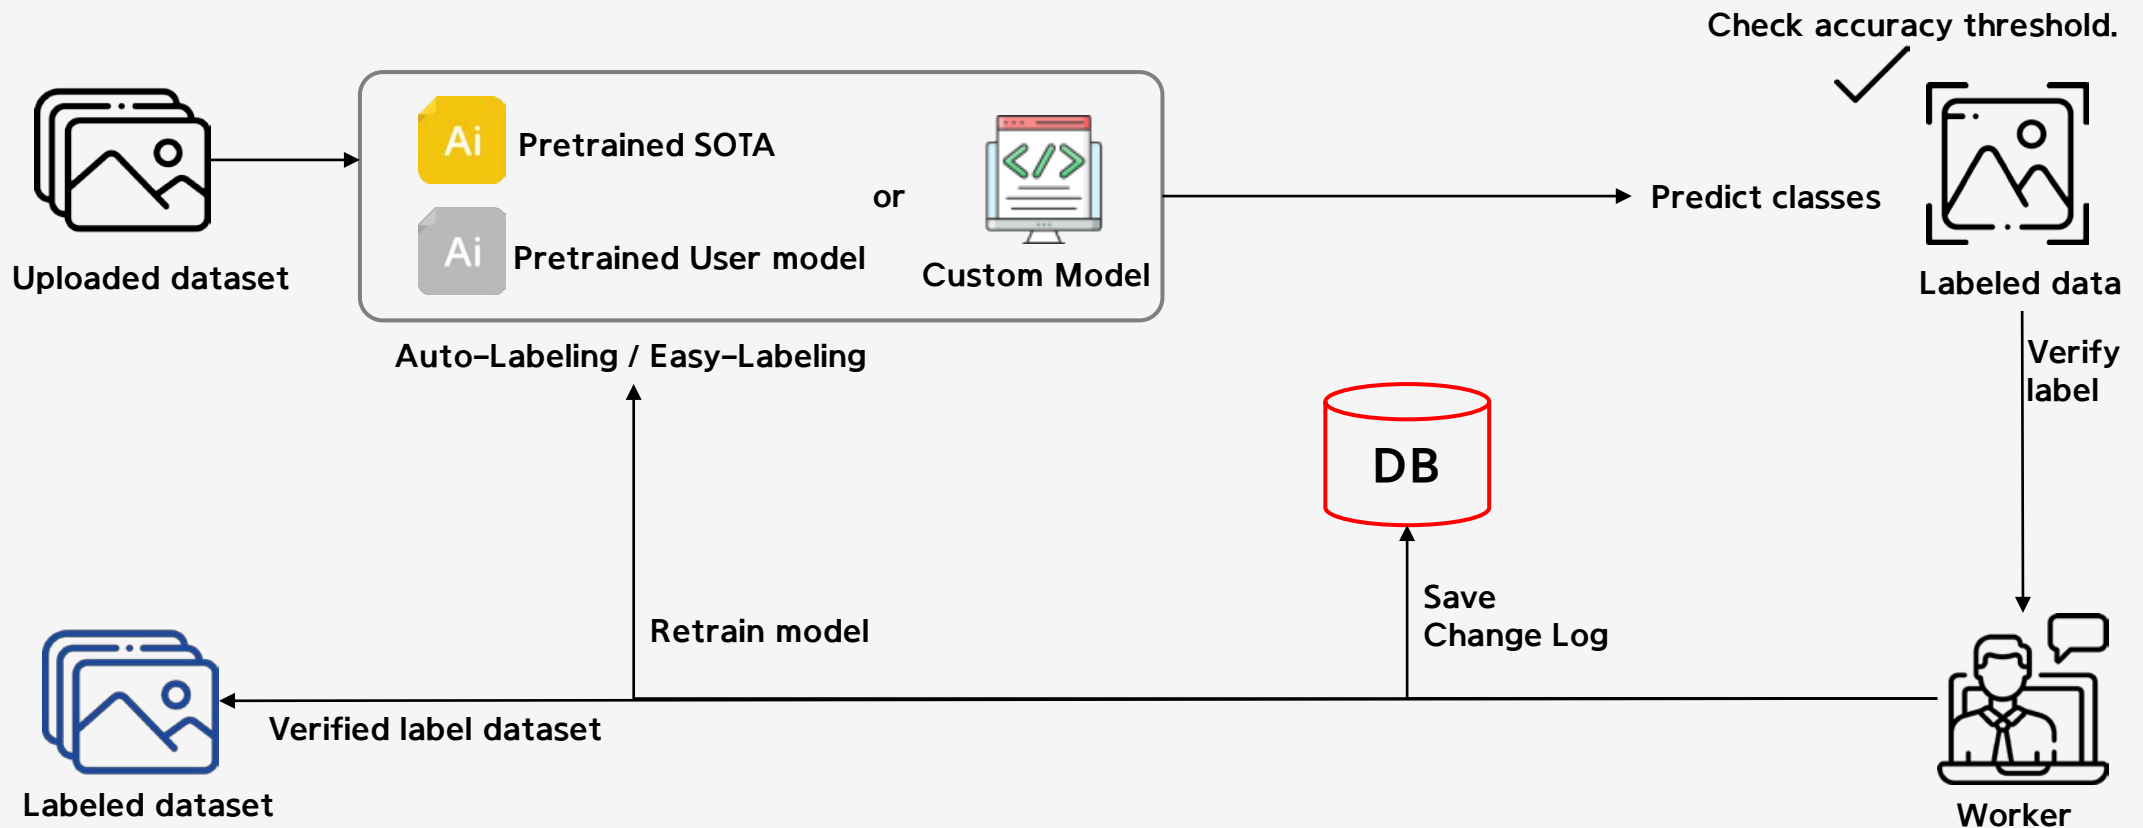 Check accuracy threshold.
Ai
Pretrained SOTA
or
Ai
Pretrained User model
Custom Model
Predict classes
Uploaded dataset
Labeled data
Auto-Labeling / Easy-Labeling
Verify
label
DB
Save
Change Log
Retrain model
Verified label dataset
Labeled dataset
Worker